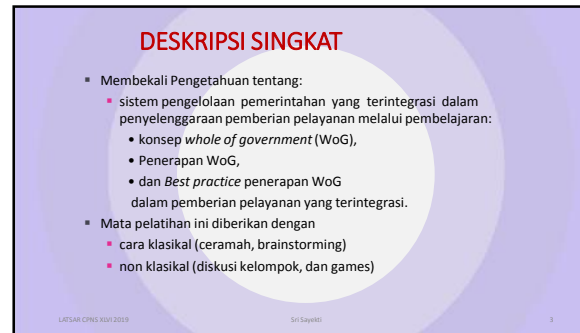 DESKRIPSI SINGKAT
▪ Membekali Pengetahuan tentang:
▪ sistem pengelolaan pemerintahan yang terintegrasi dalam
penyelenggaraan pemberian pelayanan melalui pembelajaran:
• konsep whole of government (WoG),
• Penerapan WoG,
• dan Best practice penerapan WoG
dalam pemberian pelayanan yang terintegrasi.
▪ Mata pelatihan ini diberikan dengan
▪ cara klasikal (ceramah, brainstorming)
▪ non klasikal (diskusi kelompok, dan games)
LATSAR CPNS XLVI 2019 Sri Sayekti 3